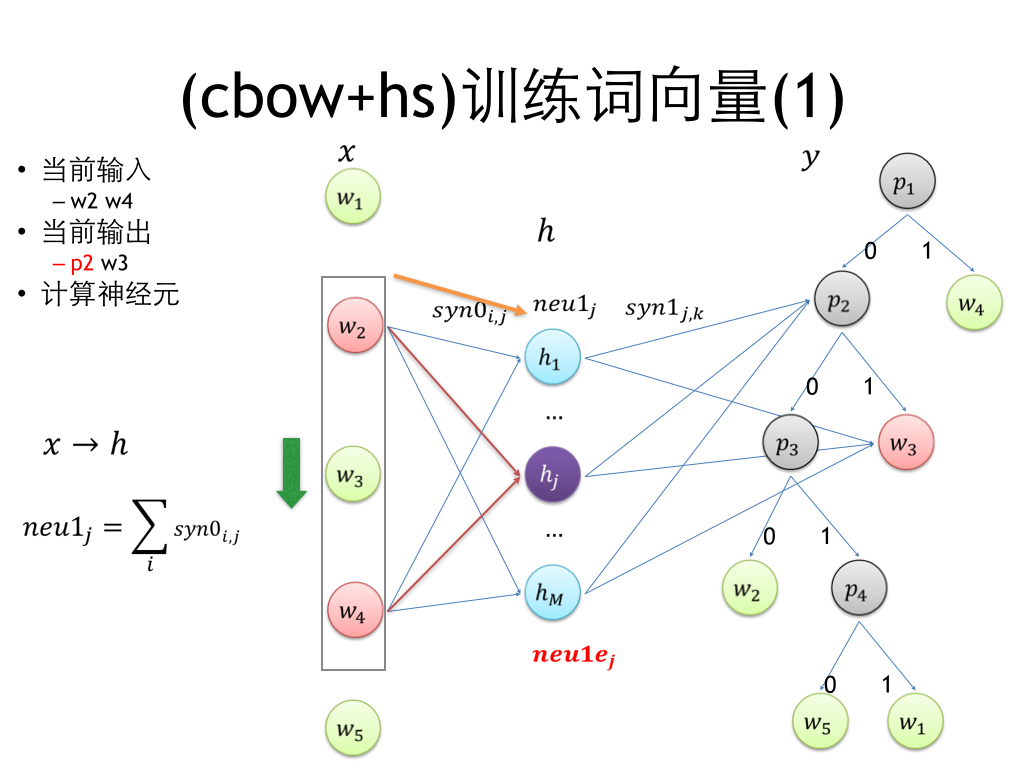 (cbow+hs)训练词向量(1)
• 当前输入
– w2 w4
• 当前输出
– p2 w3
• 计算神经元
x → h
neu1_j = ∑_i syn0_{i,j}
x
w_1
w_2
w_3
w_4
w_5
syn0_{i,j}
h
neu1_j
h_1
...
h_j
...
h_M
neu1e_j
syn1_{j,k}
y
p_1
0 1
p_2 w_4
0 1
p_3 w_3
0 1
w_2 p_4
0 1
w_5 w_1